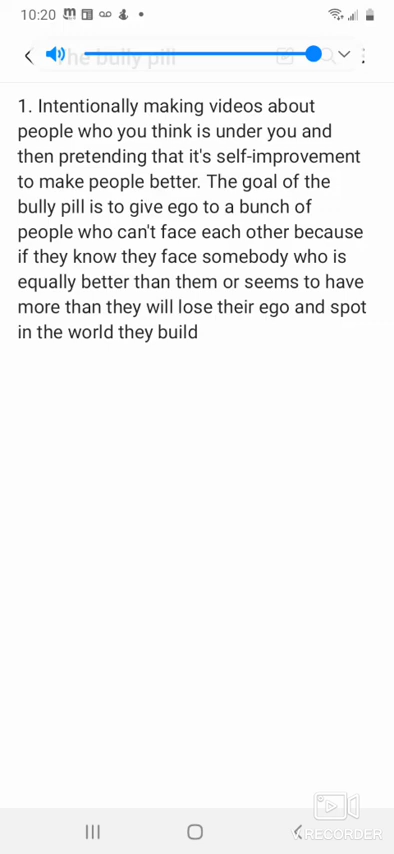 10:20
The bully pill
1. Intentionally making videos about
people who you think is under you and
then pretending that it's self-improvement
to make people better. The goal of the
bully pill is to give ego to a bunch of
people who can't face each other because
if they know they face somebody who is
equally better than them or seems to have
more than they will lose their ego and spot
in the world they build
RECORDER